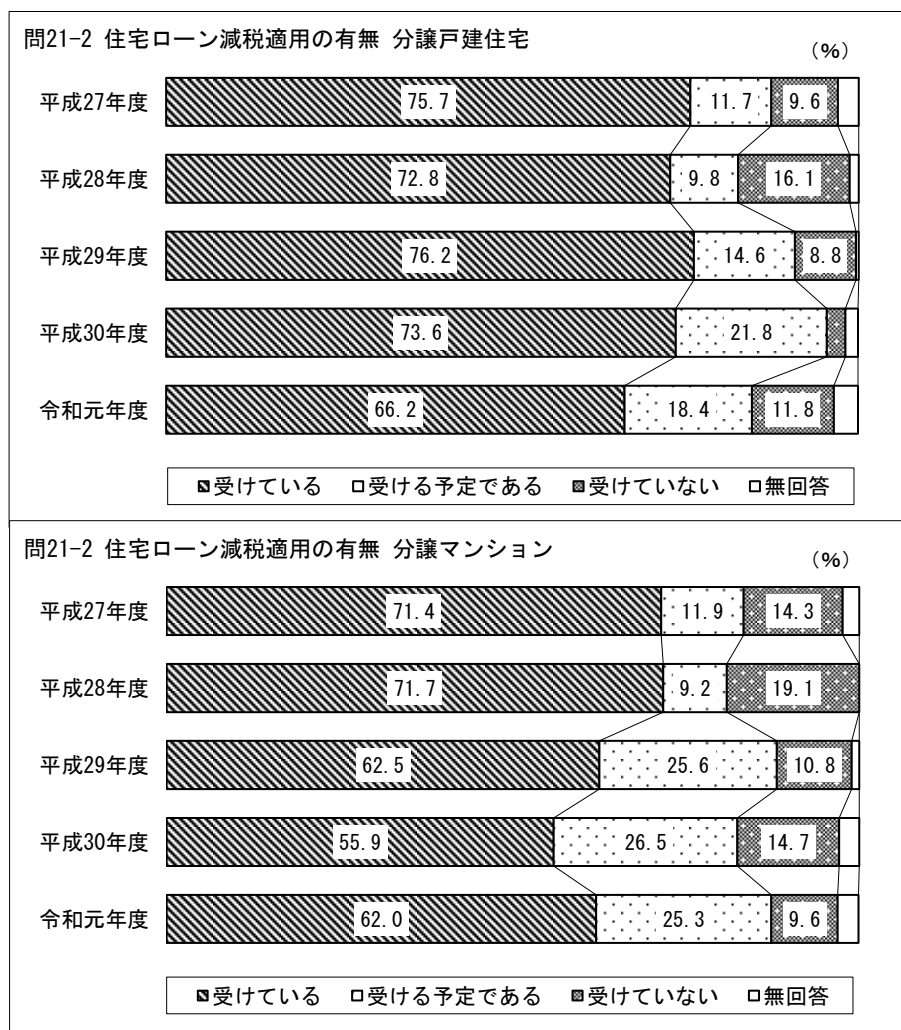 問21-2 住宅ローン減税適用の有無 分譲戸建住宅
(%)
平成27年度 75.7 11.7 9.6
平成28年度 72.8 9.8 16.1
平成29年度 76.2 14.6 8.8
平成30年度 73.6 21.8
令和元年度 66.2 18.4 11.8
受けている 受ける予定である 受けていない 無回答
問21-2 住宅ローン減税適用の有無 分譲マンション
(%)
平成27年度 71.4 11.9 14.3
平成28年度 71.7 9.2 19.1
平成29年度 62.5 25.6 10.8
平成30年度 55.9 26.5 14.7
令和元年度 62.0 25.3 9.6
受けている 受ける予定である 受けていない 無回答